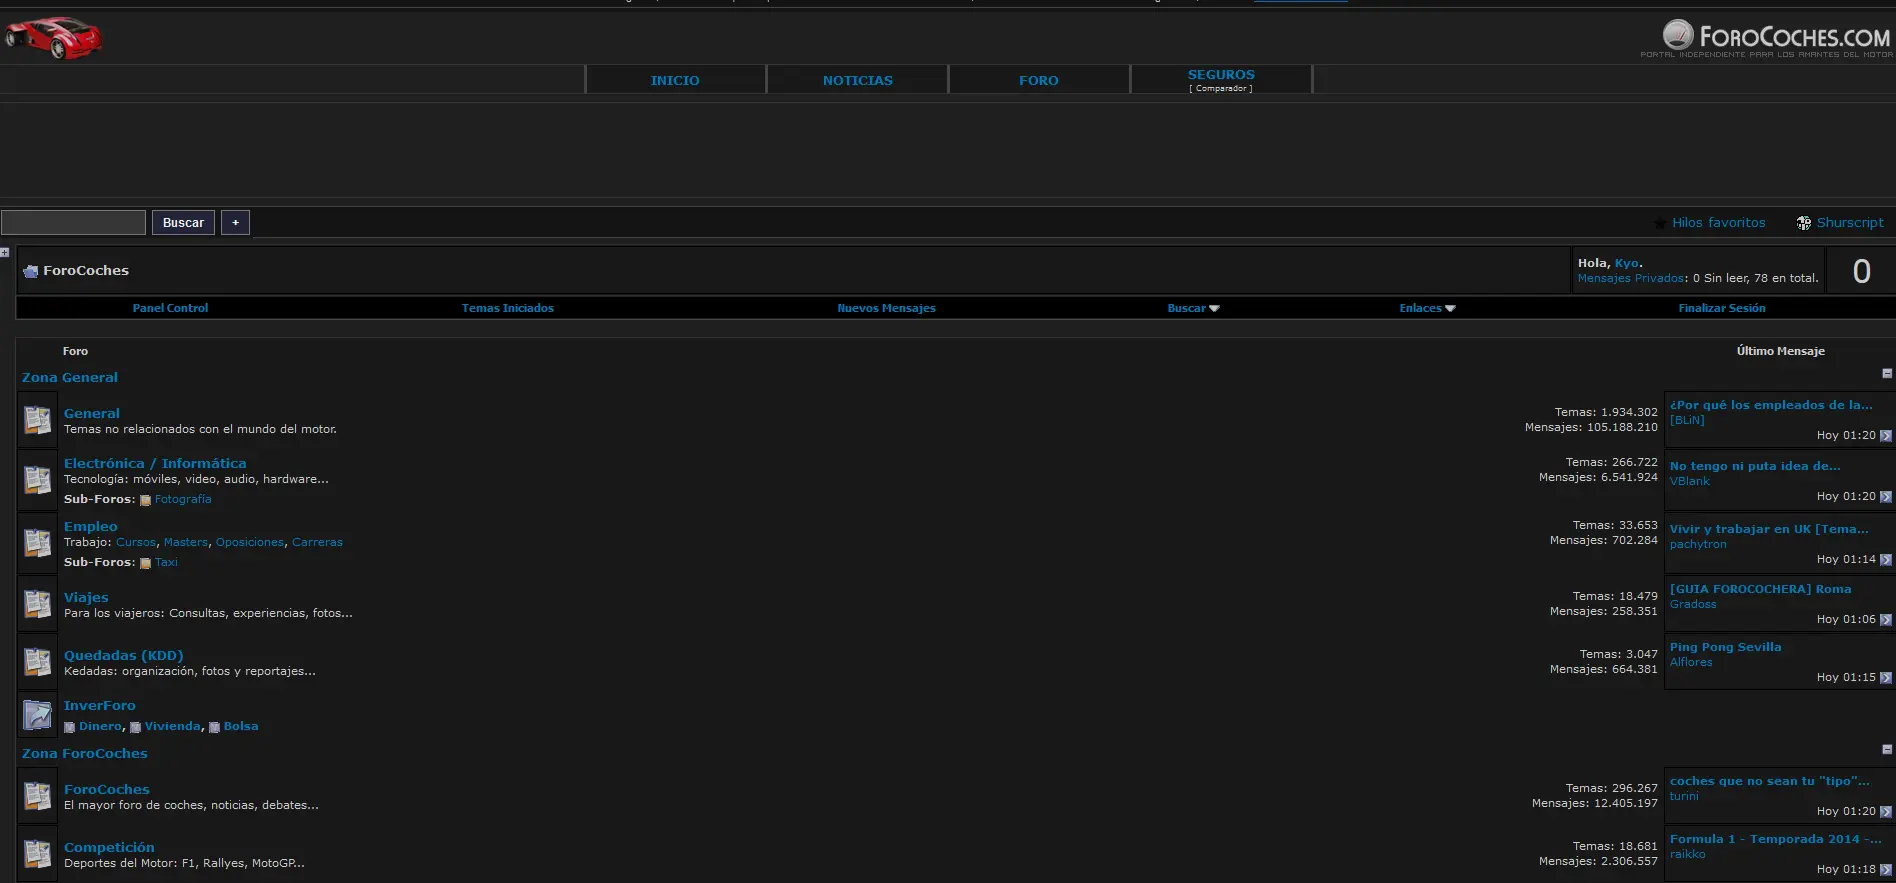 FOROCOCHES.COM
PORTAL INDEPENDIENTE PARA LOS AMANTES DEL MOTOR
INICIO NOTICIAS FORO SEGUROS
[ Comparador ]
Buscar + Hilos favoritos Shurscript
ForoCoches
Hola, Kyo.
Mensajes Privados: 0 Sin leer, 78 en total.
0
Panel Control Temas Iniciados Nuevos Mensajes Buscar Enlaces Finalizar Sesión
Foro Último Mensaje
Zona General
General
Temas no relacionados con el mundo del motor.
Temas: 1.934.302
Mensajes: 105.188.210
¿Por qué los empleados de la...
[BLiN]
Hoy 01:20
Electrónica / Informática
Tecnología: móviles, video, audio, hardware...
Sub-Foros: Fotografía
Temas: 266.722
Mensajes: 6.541.924
No tengo ni puta idea de...
VBlank
Hoy 01:20
Empleo
Trabajo: Cursos, Masters, Oposiciones, Carreras
Sub-Foros: Taxi
Temas: 33.653
Mensajes: 702.284
Vivir y trabajar en UK [Tema...
pachytron
Hoy 01:14
Viajes
Para los viajeros: Consultas, experiencias, fotos...
Temas: 18.479
Mensajes: 258.351
[GUIA FOROCOCHERA] Roma
Gradoss
Hoy 01:06
Quedadas (KDD)
Kedadas: organización, fotos y reportajes...
Temas: 3.047
Mensajes: 664.381
Ping Pong Sevilla
Alflores
Hoy 01:15
InverForo
Dinero, Vivienda, Bolsa
Zona ForoCoches
ForoCoches
El mayor foro de coches, noticias, debates...
Temas: 296.267
Mensajes: 12.405.197
coches que no sean tu "tipo"...
turini
Hoy 01:20
Competición
Deportes del Motor: F1, Rallyes, MotoGP...
Temas: 18.681
Mensajes: 2.306.557
Formula 1 - Temporada 2014 -...
raikko
Hoy 01:18